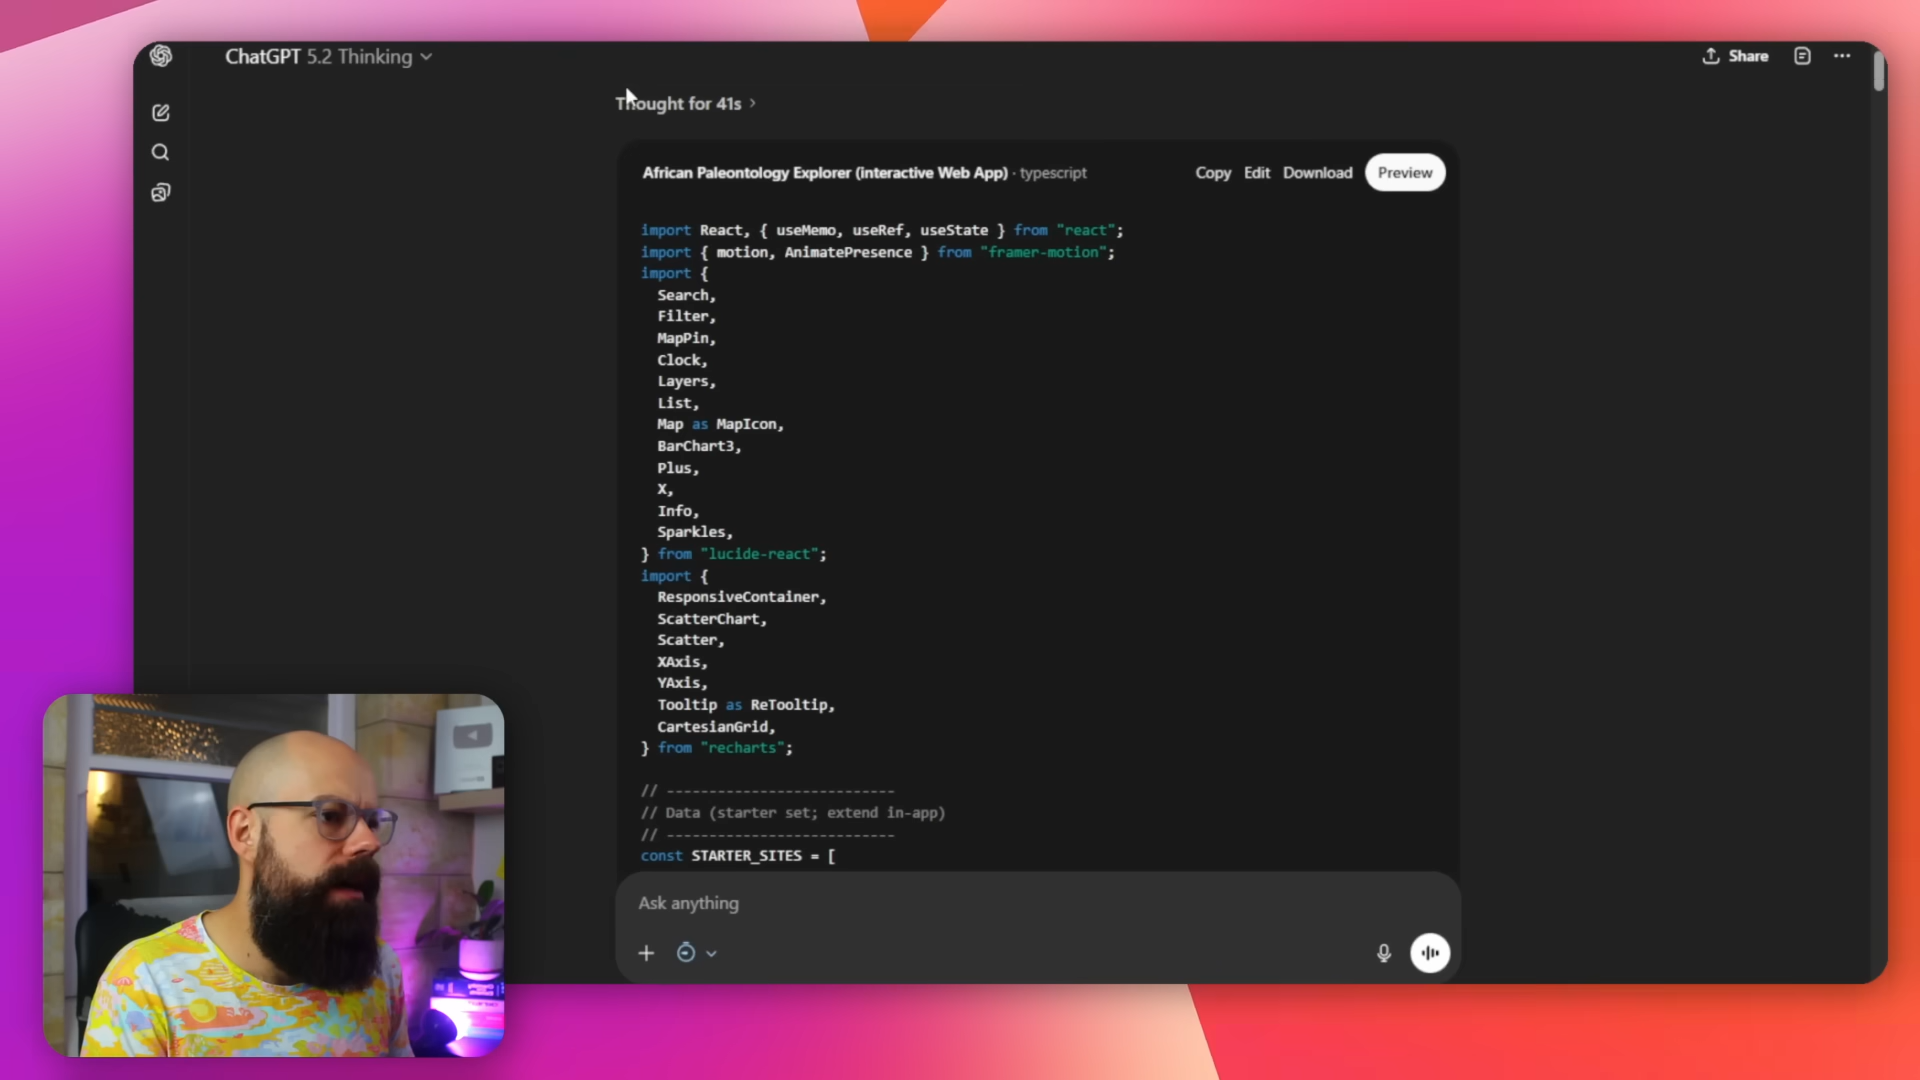 ChatGPT 5.2 Thinking
Share
Thought for 41s
African Paleontology Explorer (interactive Web App) · typescript
Copy Edit Download Preview
import React, { useMemo, useRef, useState } from "react";
import { motion, AnimatePresence } from "framer-motion";
import {
Search,
Filter,
MapPin,
Clock,
Layers,
List,
Map as MapIcon,
BarChart3,
Plus,
X,
Info,
Sparkles,
} from "lucide-react";
import {
ResponsiveContainer,
ScatterChart,
Scatter,
XAxis,
YAxis,
Tooltip as ReTooltip,
CartesianGrid,
} from "recharts";
// ---------------------------
// Data (starter set; extend in-app)
// ---------------------------
const STARTER_SITES = [
Ask anything